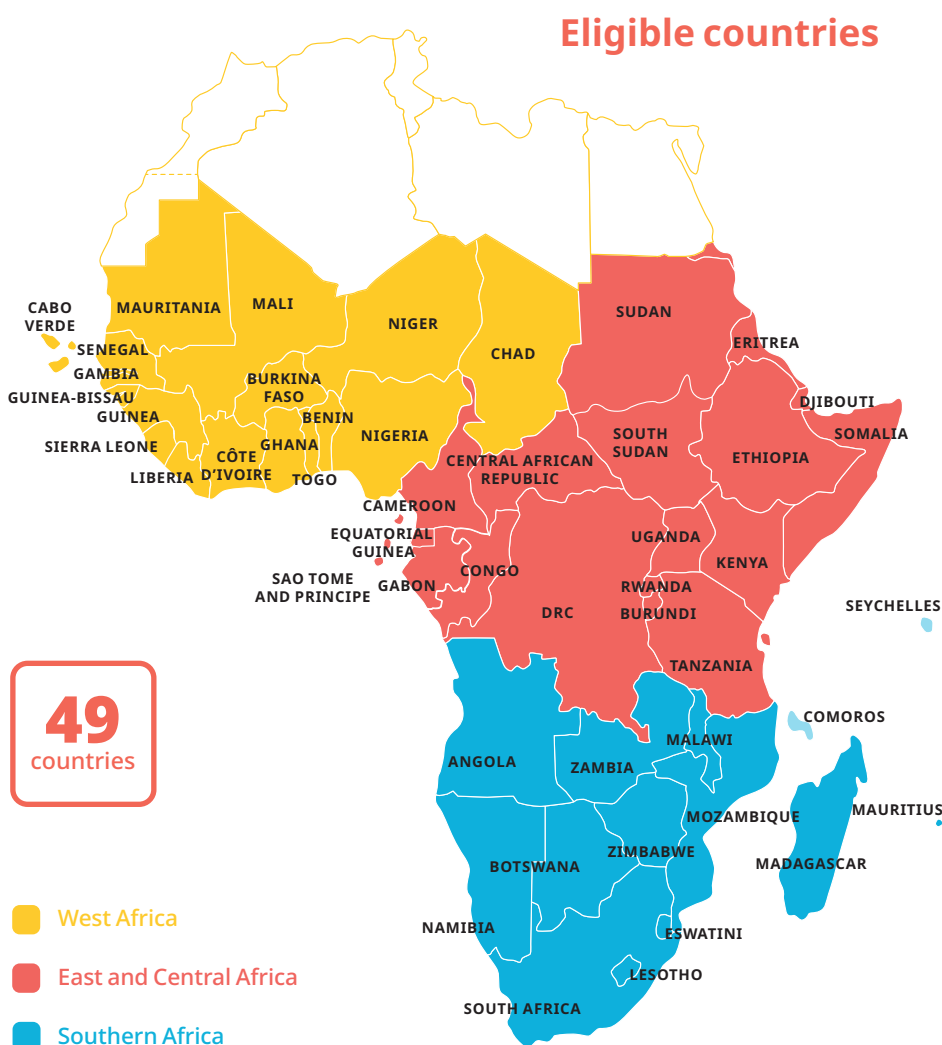 Eligible countries
CABO
VERDE
MAURITANIA
MALI
NIGER
CHAD
SUDAN
ERITREA
SENEGAL
GAMBIA
GUINEA-BISSAU
GUINEA
SIERRA LEONE
LIBERIA
CÔTE
D'IVOIRE
BURKINA
FASO
GHANA
TOGO
BENIN
NIGERIA
DJIBOUTI
SOMALIA
ETHIOPIA
SOUTH
SUDAN
CENTRAL AFRICAN
REPUBLIC
CAMEROON
EQUATORIAL
GUINEA
SAO TOME
AND PRINCIPE
GABON
CONGO
DRC
UGANDA
KENYA
RWANDA
BURUNDI
TANZANIA
SEYCHELLES
COMOROS
49
countries
ANGOLA
ZAMBIA
MALAWI
MOZAMBIQUE
MAURITIUS
MADAGASCAR
ZIMBABWE
BOTSWANA
NAMIBIA
ESWATINI
LESOTHO
SOUTH AFRICA
West Africa
East and Central Africa
Southern Africa